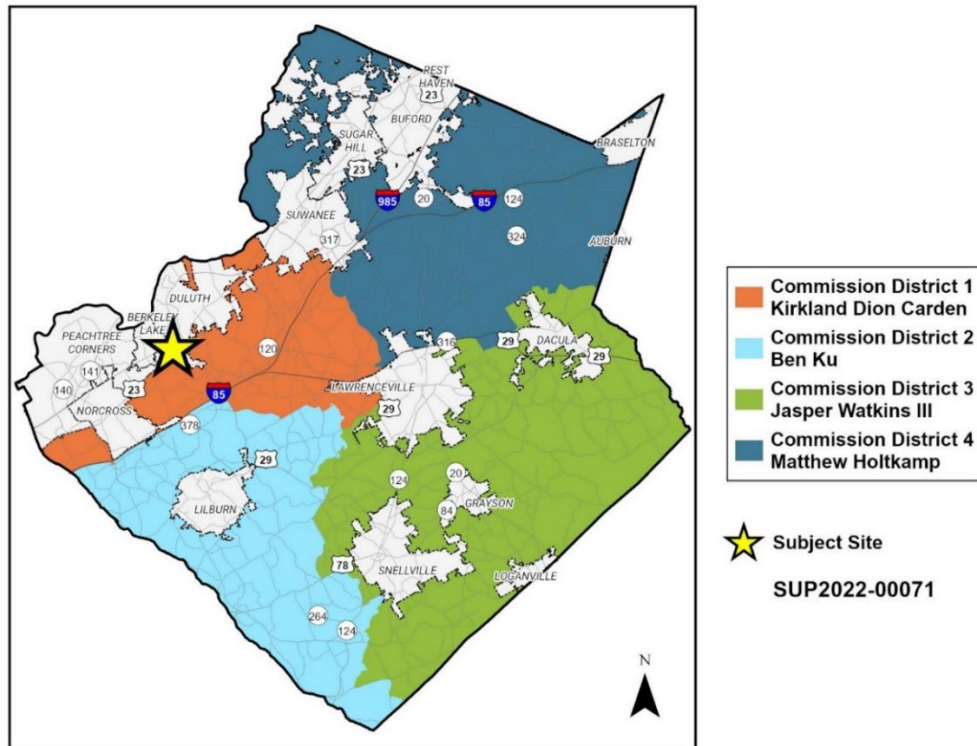 REST
HAVEN
23
BUFORD
SUGAR
HILL
23
BRASELTON
985
20
85
124
SUWANEE
317
324
AUBURN
DULUTH
BERKELEY
LAKE
PEACHTREE
CORNERS
141
140
23
NORCROSS
120
85
378
316
29
DACULA
29
LAWRENCEVILLE
29
29
LILBURN
124
20
84
GRAYSON
78
SNELLVILLE
LOGANVILLE
264
124
N
Commission District 1
Kirkland Dion Carden
Commission District 2
Ben Ku
Commission District 3
Jasper Watkins III
Commission District 4
Matthew Holtkamp
Subject Site
SUP2022-00071